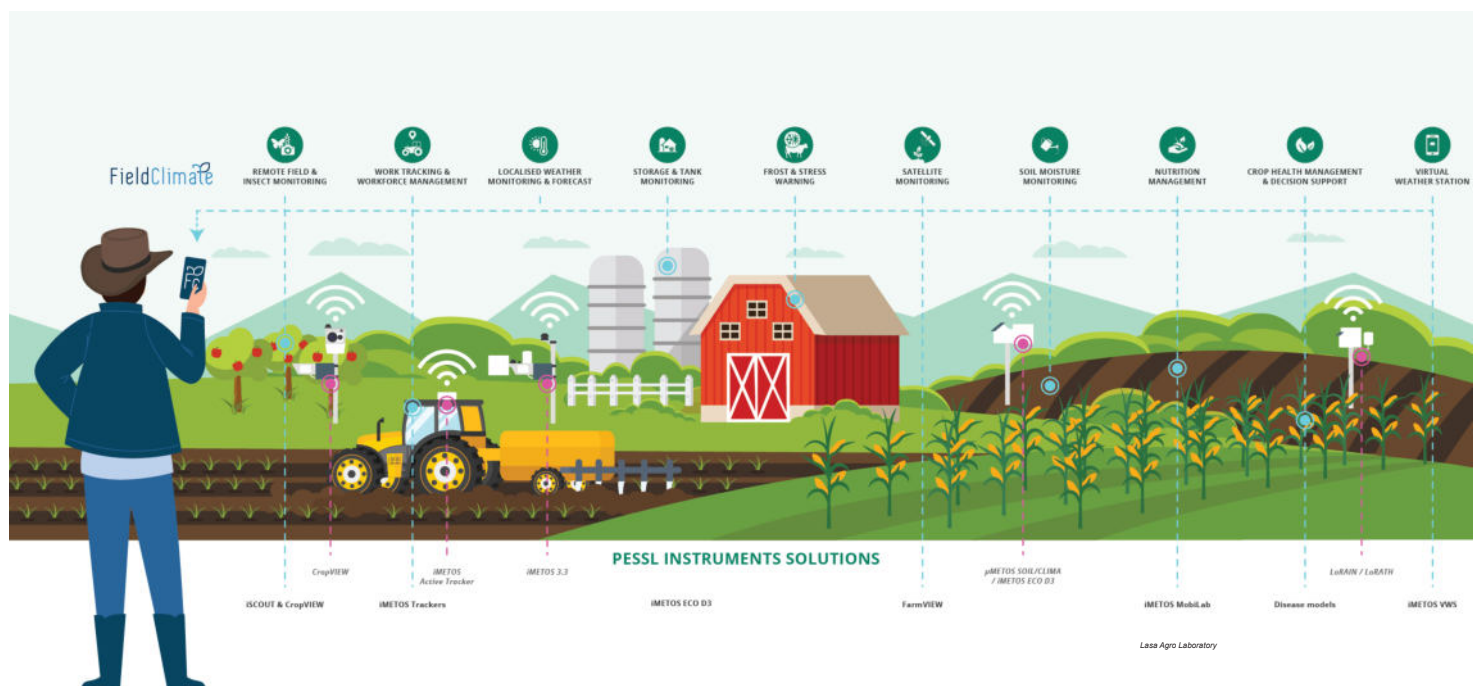 FieldClimate
REMOTE FIELD &
INSECT MONITORING
WORK TRACKING &
WORKFORCE MANAGEMENT
LOCALISED WEATHER
MONITORING & FORECAST
STORAGE & TANK
MONITORING
FROST & STRESS
WARNING
SATELLITE
MONITORING
SOIL MOISTURE
MONITORING
NUTRITION
MANAGEMENT
CROP HEALTH MANAGEMENT
& DECISION SUPPORT
VIRTUAL
WEATHER STATION
PESSL INSTRUMENTS SOLUTIONS
CropVIEW
iMETOS
Active Tracker
iMETOS 3.3
µMETOS SOIL/CLIMA
/ iMETOS ECO D3
LoRAIN / LoRATH
iSCOUT & CropVIEW
iMETOS Trackers
iMETOS ECO D3
FarmVIEW
iMETOS MobiLab
Disease models
iMETOS VWS
Lasa Agro Laboratory